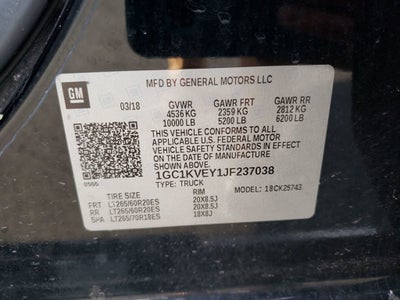 GM
MFD BY GENERAL MOTORS LLC
03/18 GVWR GAWR FRT GAWR RR
4536 KG 2359 KG 2812 KG
10000 LB 5200 LB 6200 LB
THIS VEHICLE CONFORMS TO ALL
APPLICABLE U.S. FEDERAL MOTOR
VEHICLE SAFETY STANDARDS IN EFFECT ON
THE DATE OF MANUFACTURE SHOWN ABOVE.
1GC1KVEY1JF237038
TYPE: TRUCK MODEL: 18CK25743
TIRE SIZE RIM
FRT LT265/60R20ES 20X8.5J
RR LT265/60R20ES 20X8.5J
SPA LT265/70R18ES 18X8J